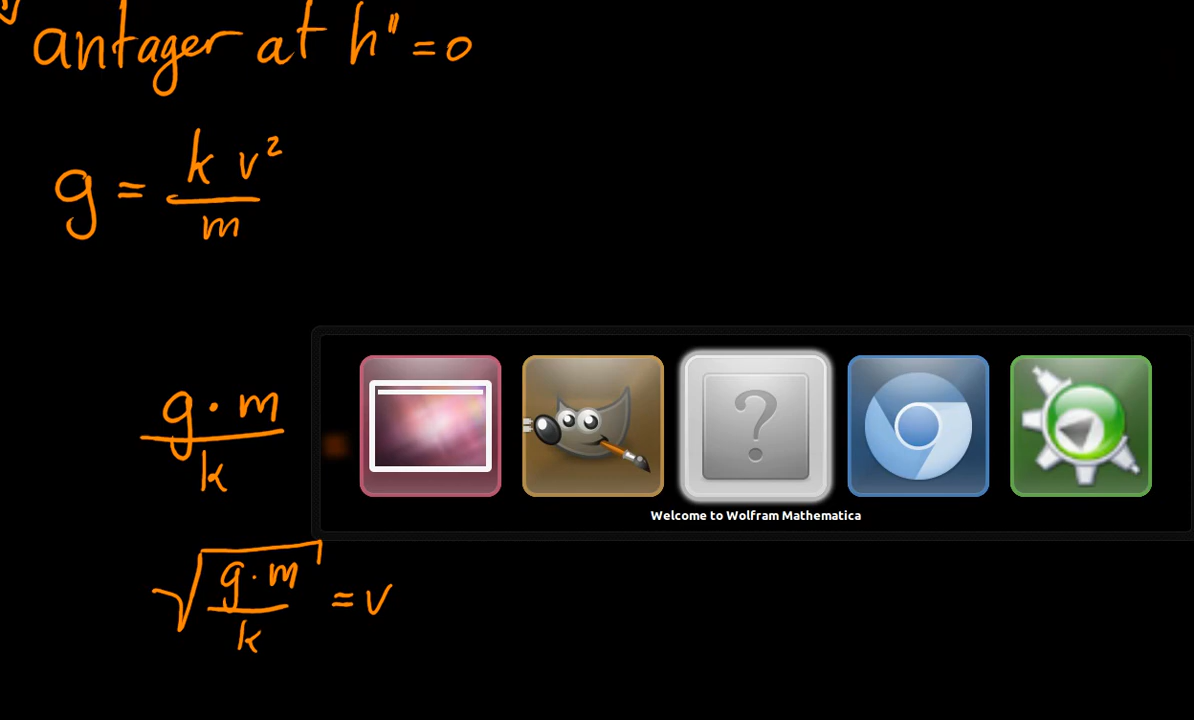 antager at h" = 0
g = k v² / m
g · m / k
Welcome to Wolfram Mathematica
√(g · m / k) = v